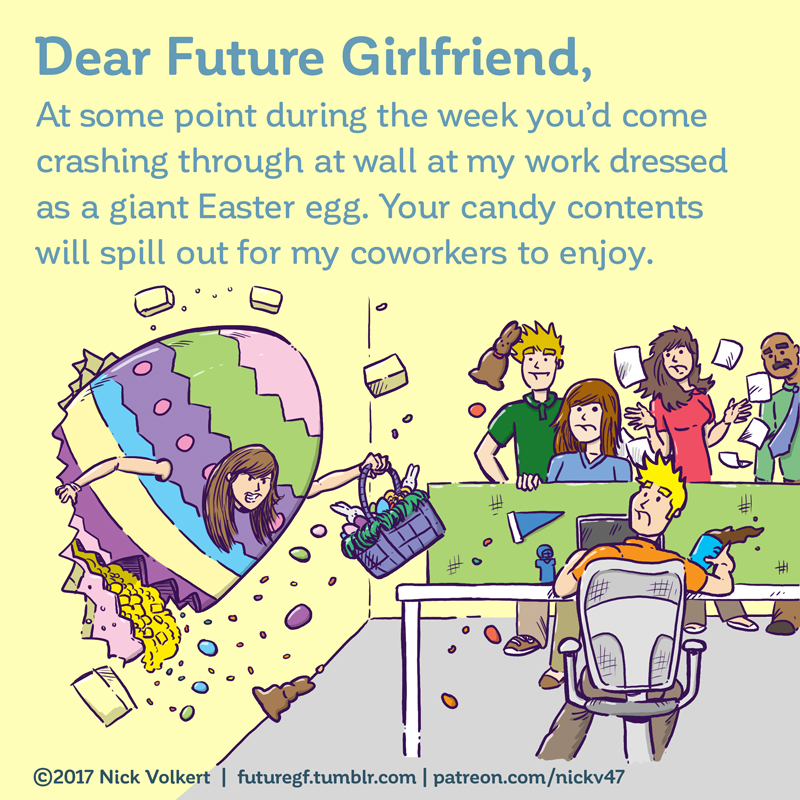 Dear Future Girlfriend,
At some point during the week you’d come
crashing through at wall at my work dressed
as a giant Easter egg. Your candy contents
will spill out for my coworkers to enjoy.
©2017 Nick Volkert | futuregf.tumblr.com | patreon.com/nickv47